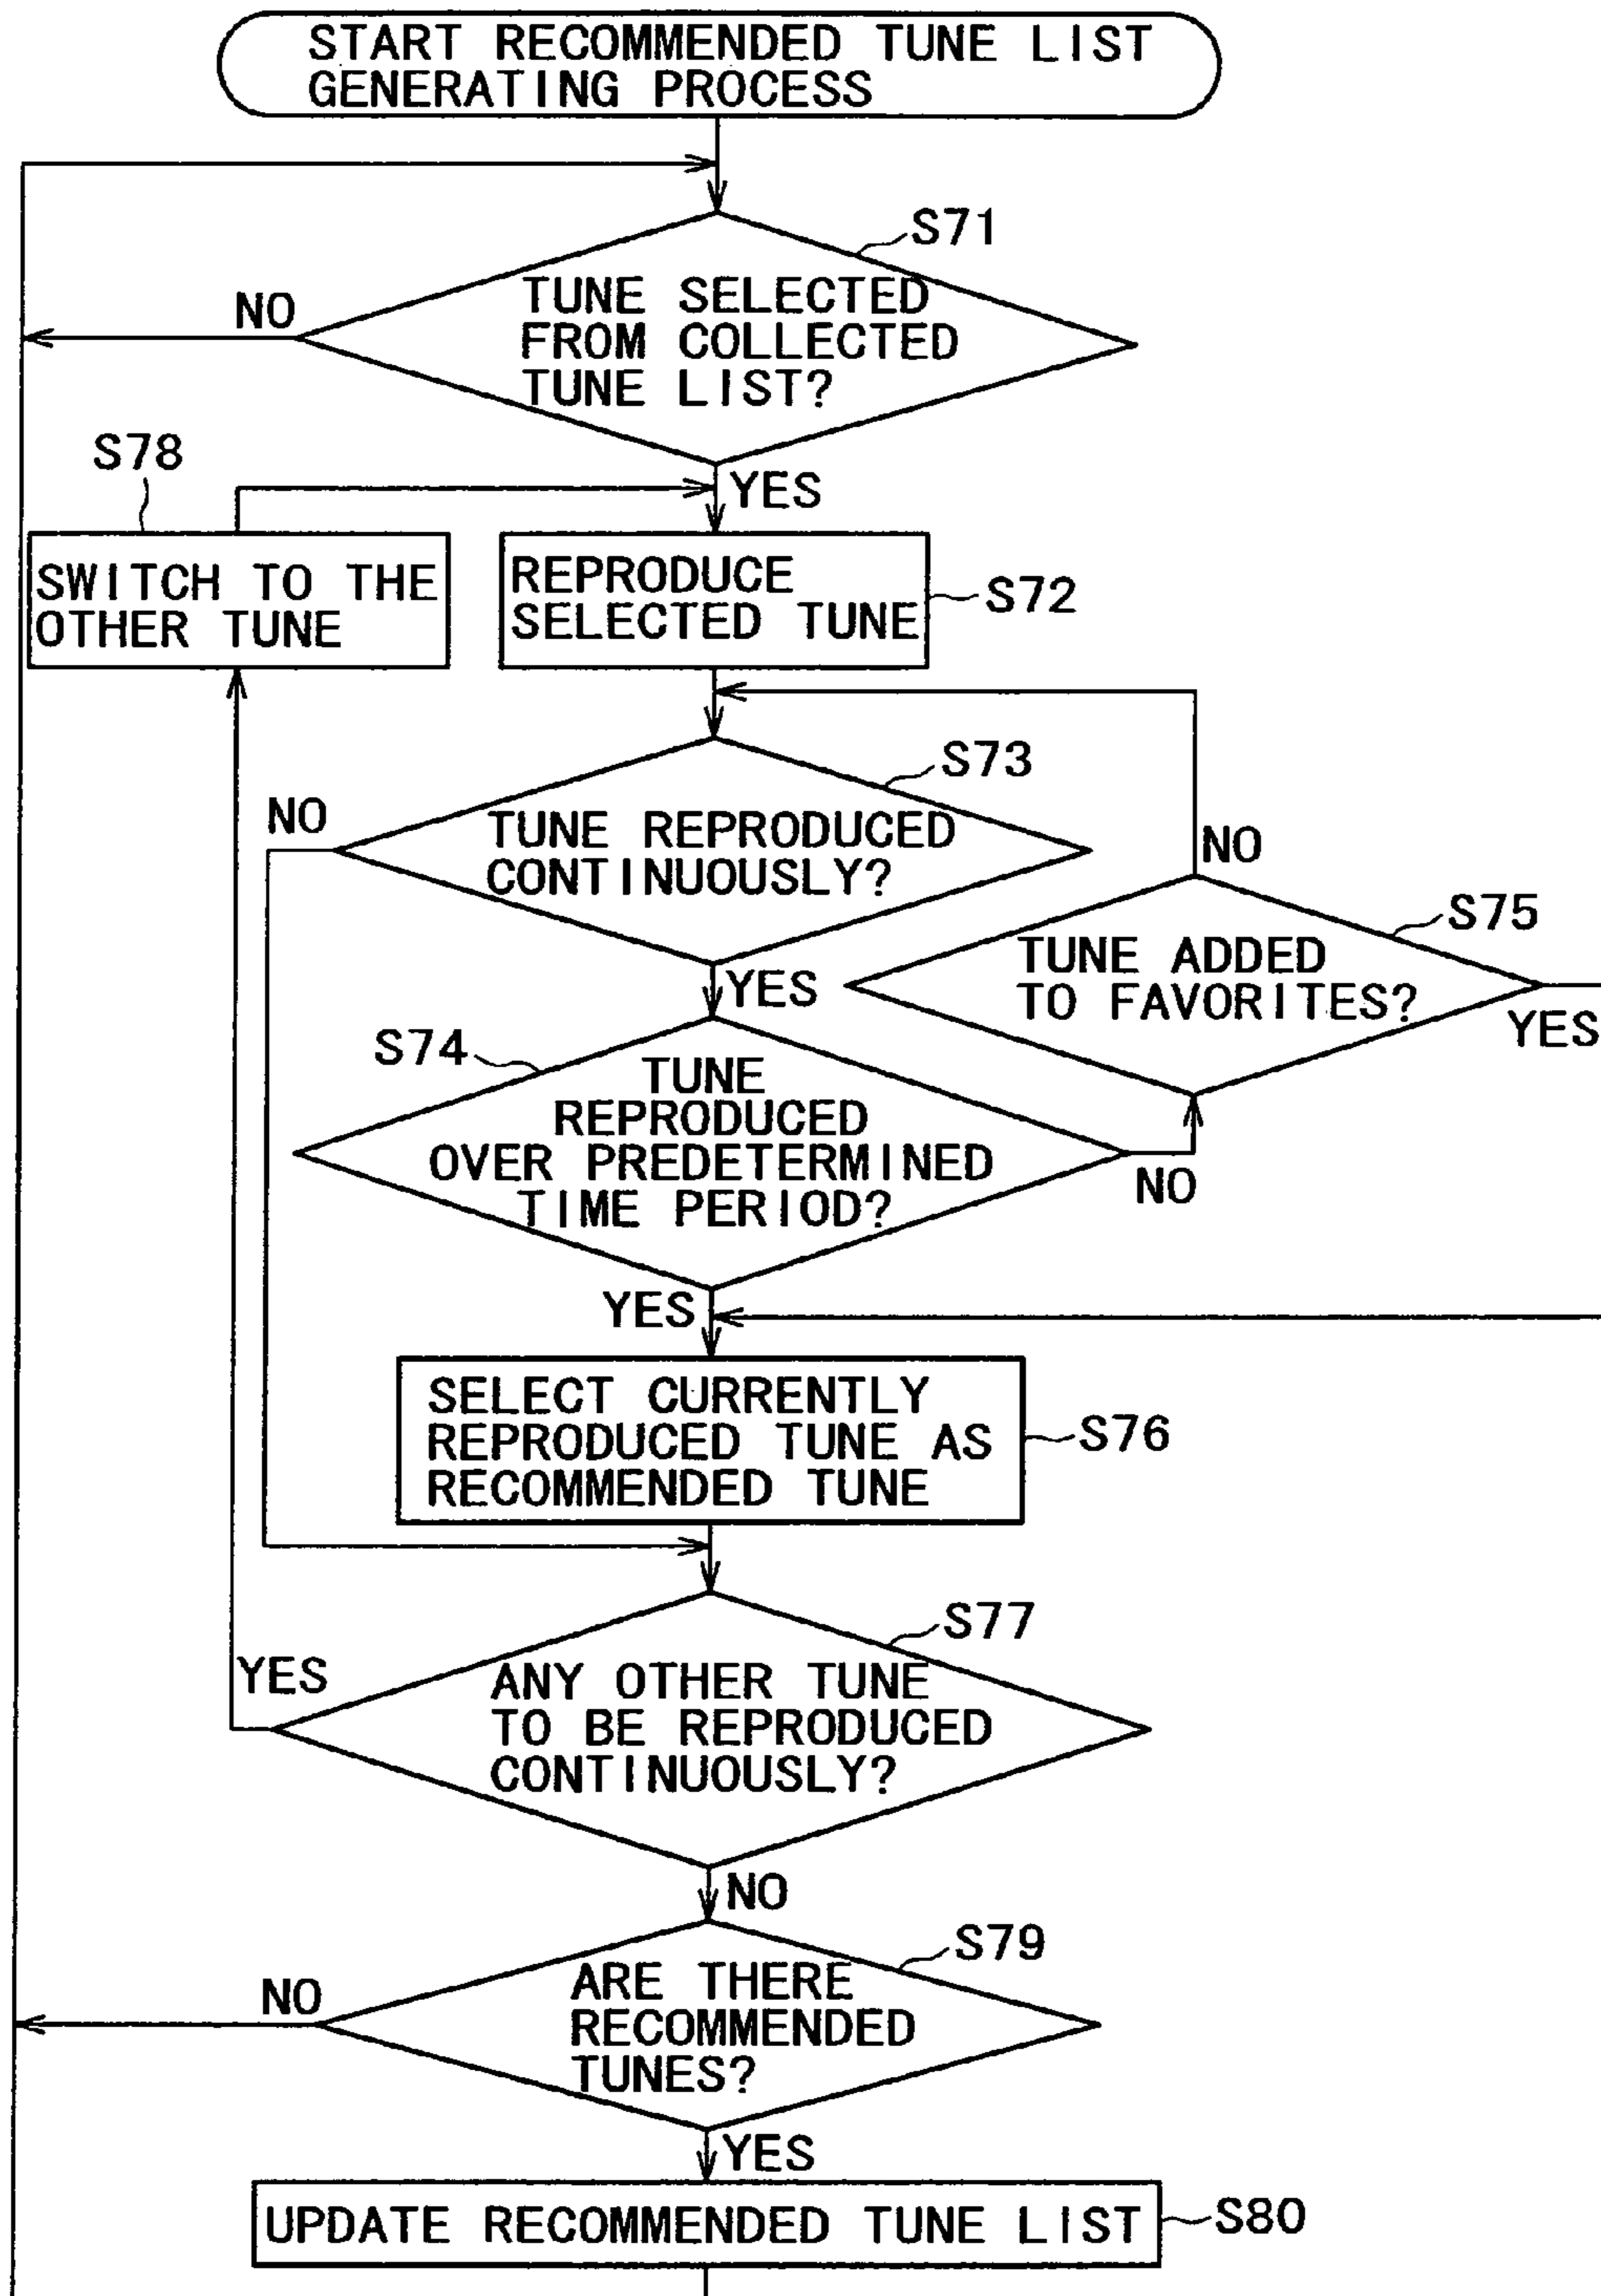 START RECOMMENDED TUNE LIST
GENERATING PROCESS
S71
TUNE SELECTED
FROM COLLECTED
TUNE LIST?
NO
YES
S78
SWITCH TO THE
OTHER TUNE
REPRODUCE
SELECTED TUNE
S72
S73
TUNE REPRODUCED
CONTINUOUSLY?
NO
YES
NO
S75
TUNE ADDED
TO FAVORITES?
YES
S74
TUNE
REPRODUCED
OVER PREDETERMINED
TIME PERIOD?
NO
YES
SELECT CURRENTLY
REPRODUCED TUNE AS
RECOMMENDED TUNE
S76
S77
ANY OTHER TUNE
TO BE REPRODUCED
CONTINUOUSLY?
YES
NO
S79
ARE THERE
RECOMMENDED
TUNES?
NO
YES
UPDATE RECOMMENDED TUNE LIST
S80